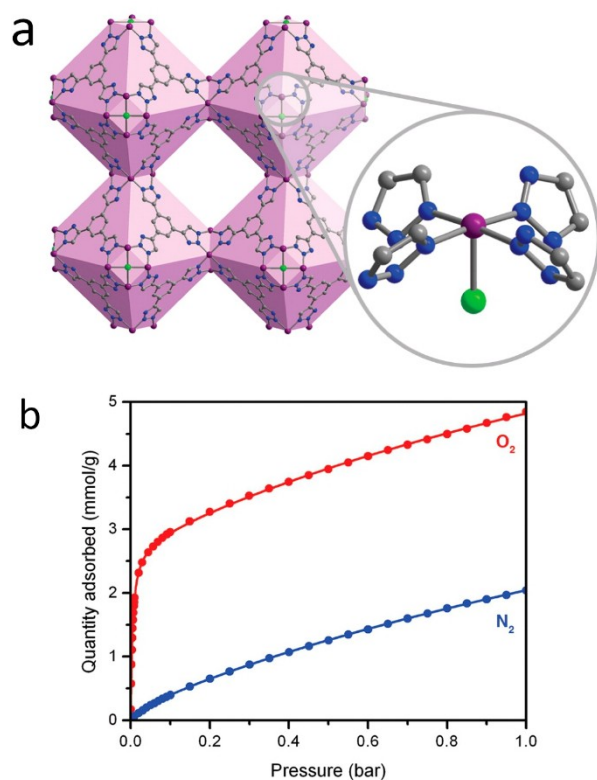 a
b
5
4
3
2
1
0
Quantity adsorbed (mmol/g)
O₂
N₂
0.0 0.2 0.4 0.6 0.8 1.0
Pressure (bar)